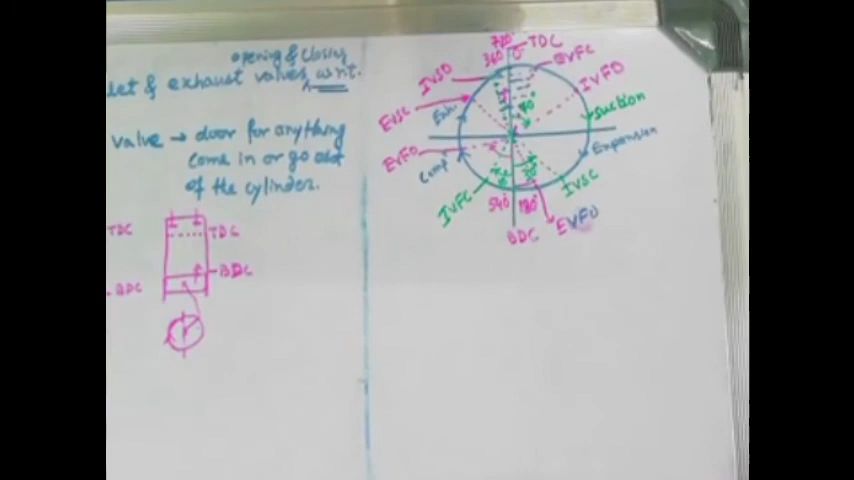 opening & closing
let & exhaust valves w.r.t.
valve → door for anything
come in or go out
of the cylinder.
TDC
TDC
BDC
BDC
720°
360°
0°
TDC
EVFC
IVSO
IVFO
EVSC
Exh.
Suction
EVFO
Comp
Expansion
IVFC
IVSC
540
180°
EVFO
BDC